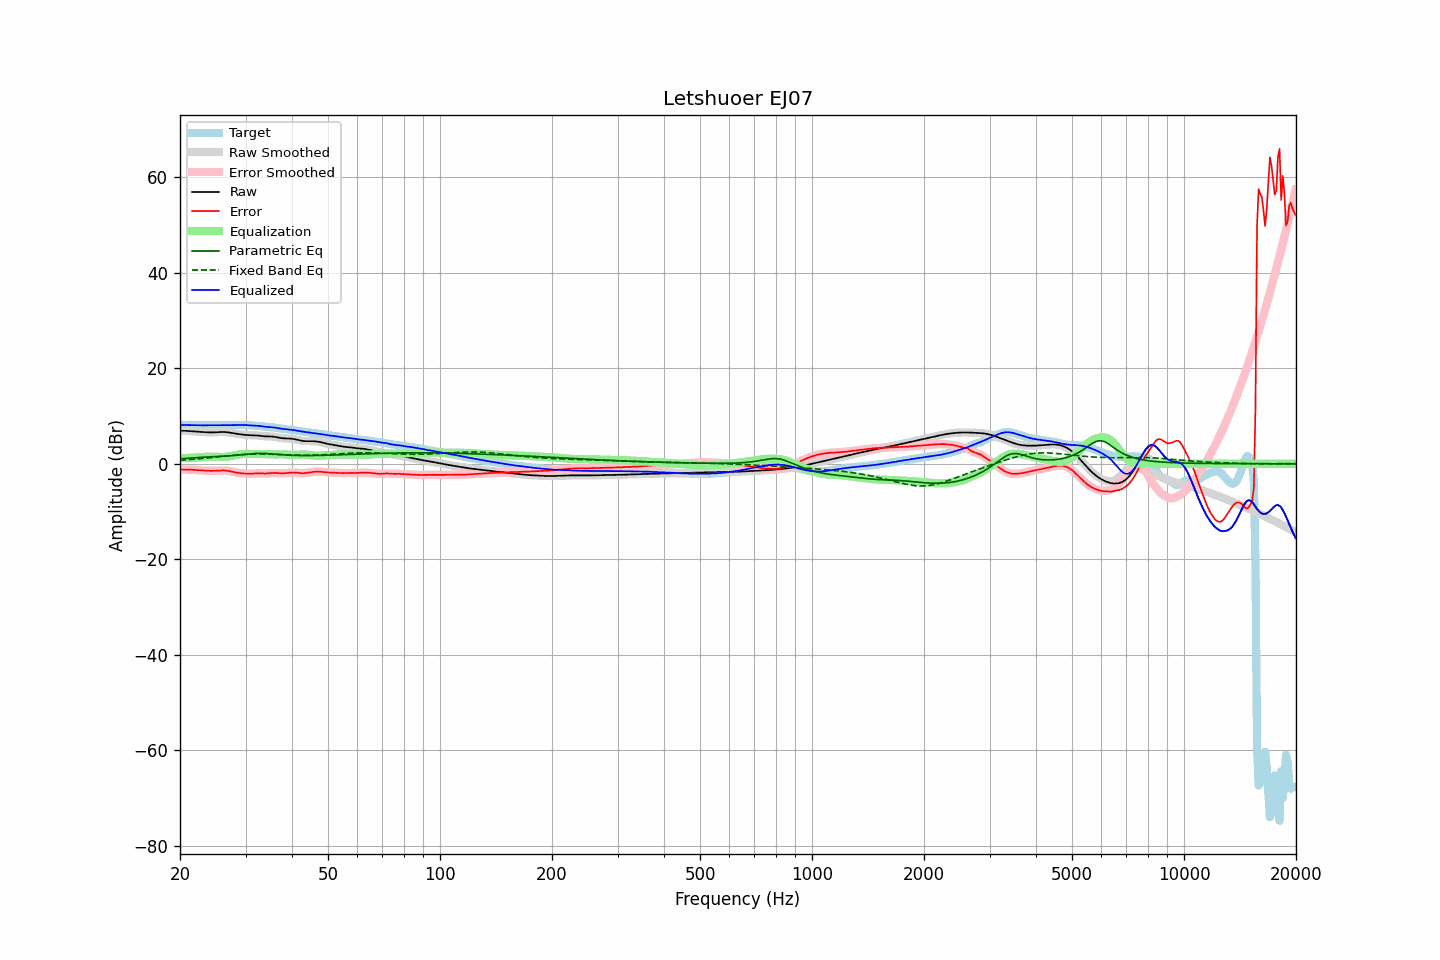 Letshuoer EJ07
Target
Raw Smoothed
Error Smoothed
Raw
Error
Equalization
Parametric Eq
Fixed Band Eq
Equalized
60
40
20
0
−20
−40
−60
−80
Amplitude (dBr)
20 50 100 200 500 1000 2000 5000 10000 20000
Frequency (Hz)